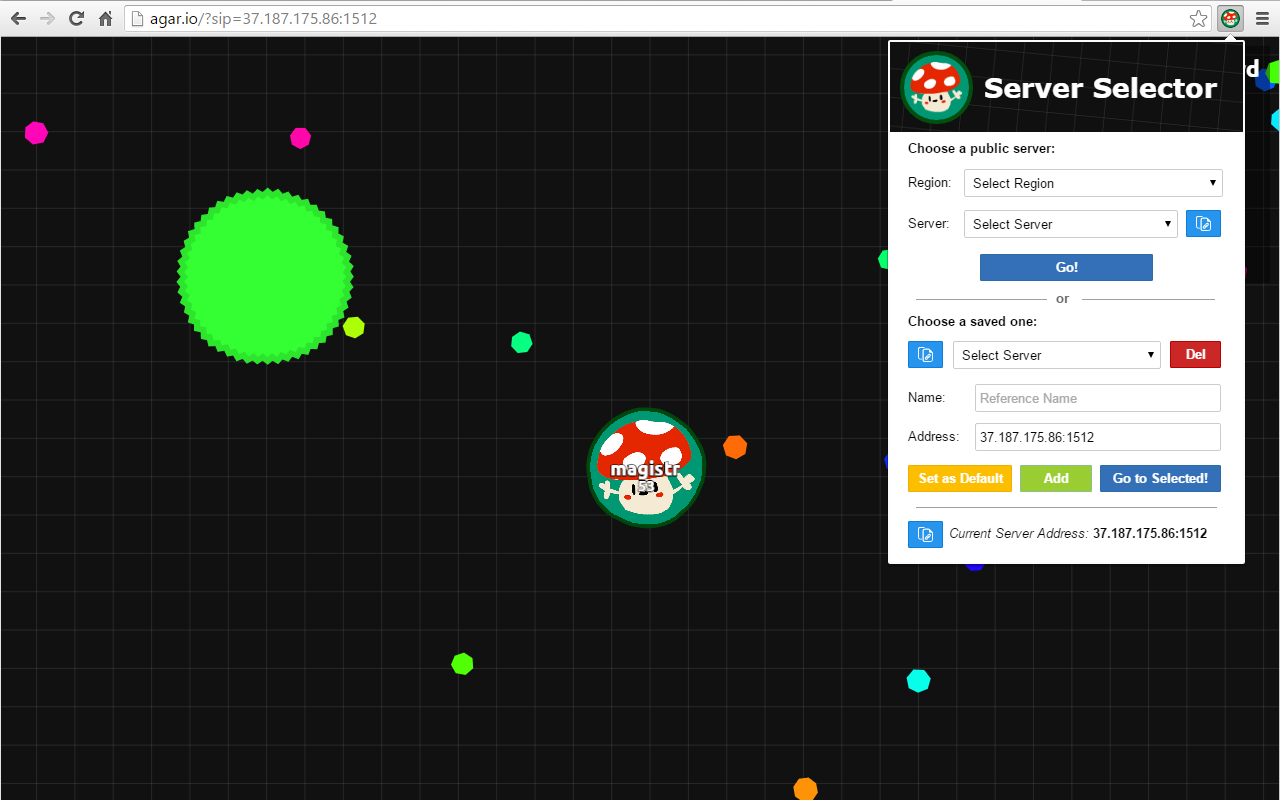 agar.io/?sip=37.187.175.86:1512
rd
Server Selector
Choose a public server:
Region: Select Region
Server: Select Server
Go!
or
Choose a saved one:
Select Server Del
Name: Reference Name
Address: 37.187.175.86:1512
Set as Default Add Go to Selected!
Current Server Address: 37.187.175.86:1512
magistr
53